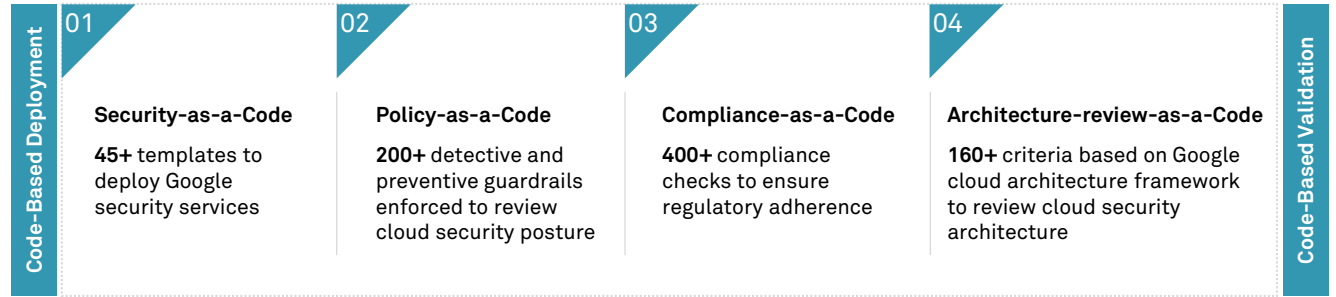 Code-Based Deployment
01
Security-as-a-Code
45+ templates to
deploy Google
security services
02
Policy-as-a-Code
200+ detective and
preventive guardrails
enforced to review
cloud security posture
03
Compliance-as-a-Code
400+ compliance
checks to ensure
regulatory adherence
04
Architecture-review-as-a-Code
160+ criteria based on Google
cloud architecture framework
to review cloud security
architecture
Code-Based Validation